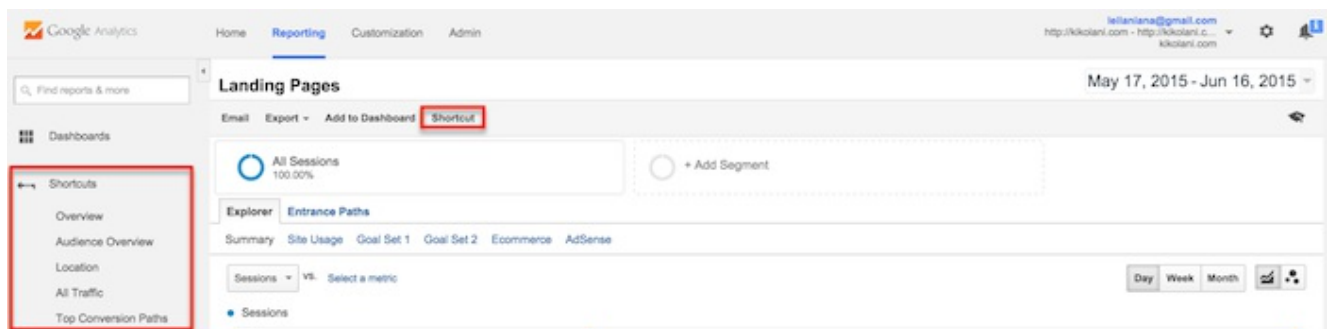 Google Analytics
Home Reporting Customization Admin
leilaniana@gmail.com
http://kikolani.com - http://kikolani.c...
kikolani.com
1
Find reports & more
Landing Pages
May 17, 2015 - Jun 16, 2015
Email Export Add to Dashboard Shortcut
Dashboards
All Sessions
100.00%
+ Add Segment
Shortcuts
Overview
Audience Overview
Location
All Traffic
Top Conversion Paths
Explorer Entrance Paths
Summary Site Usage Goal Set 1 Goal Set 2 Ecommerce AdSense
Sessions VS. Select a metric
Day Week Month
Sessions